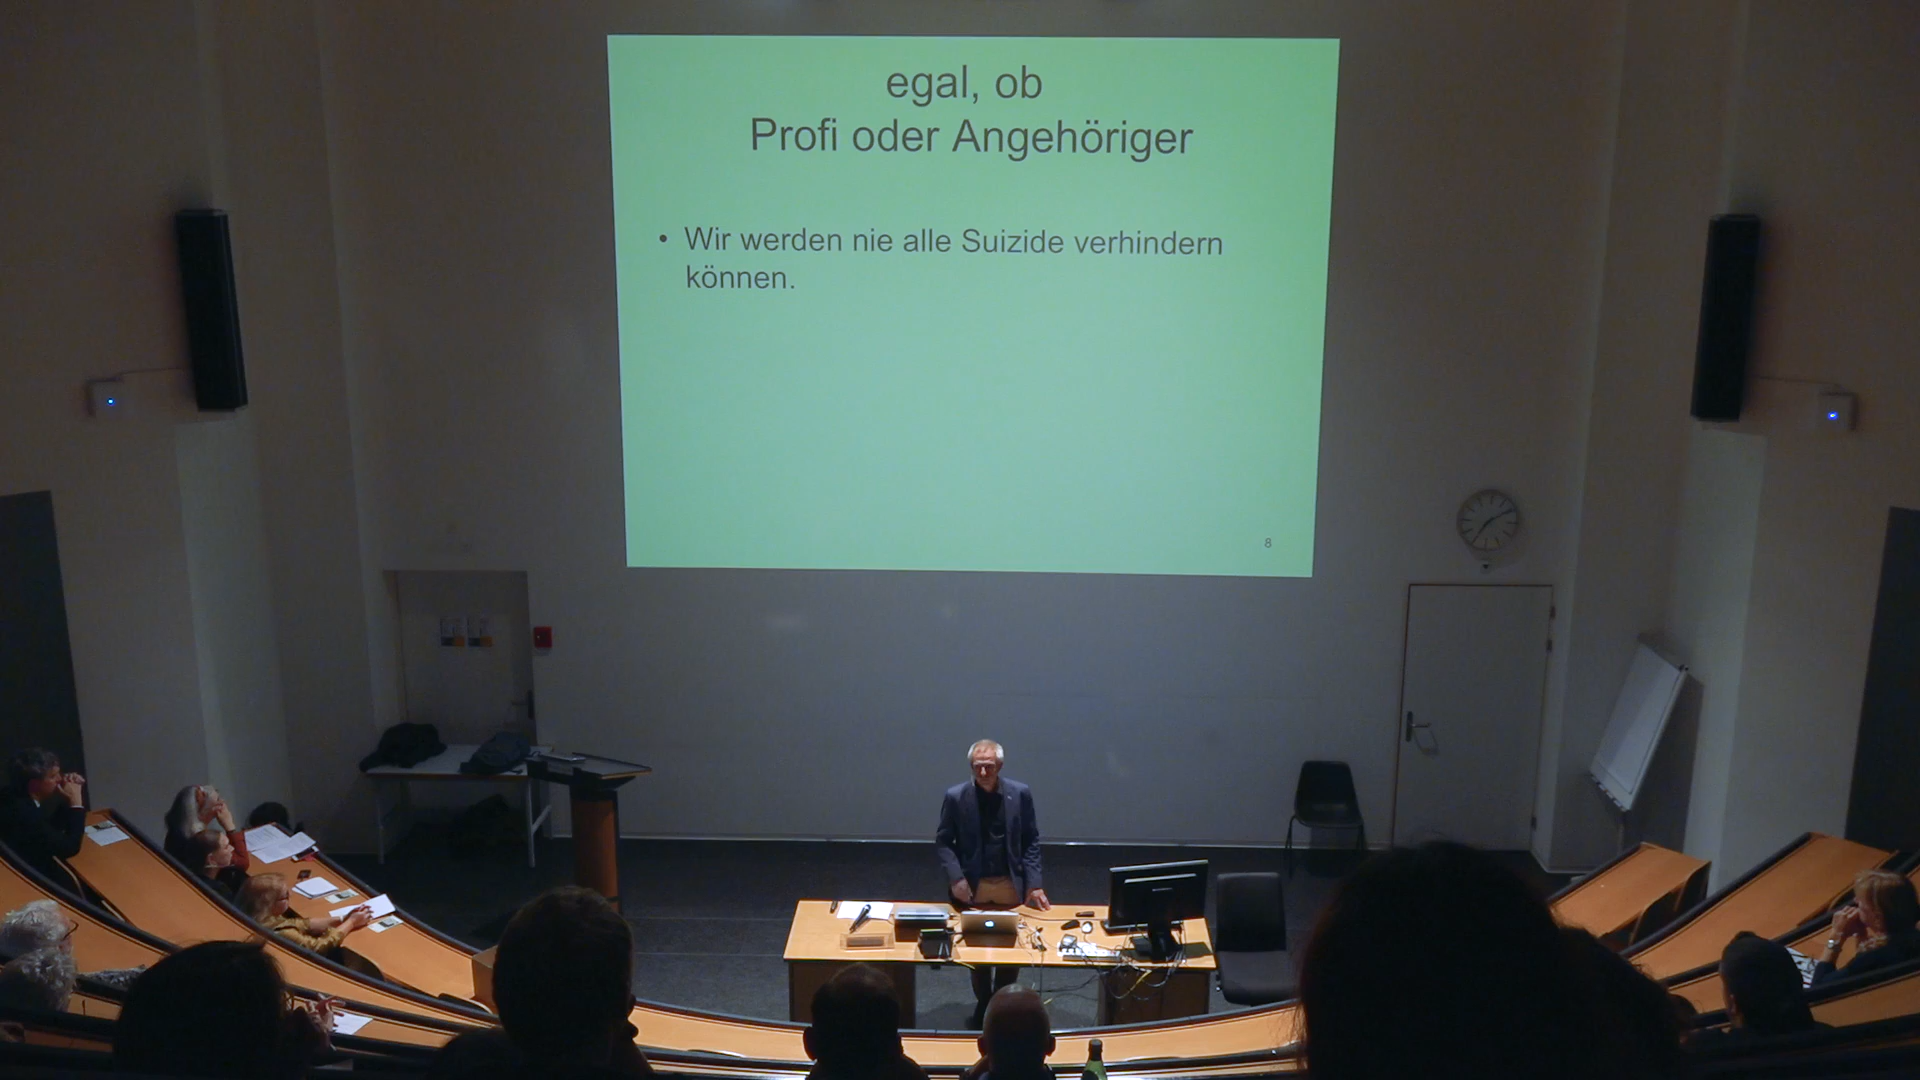 egal, ob
Profi oder Angehöriger
• Wir werden nie alle Suizide verhindern
können.
8